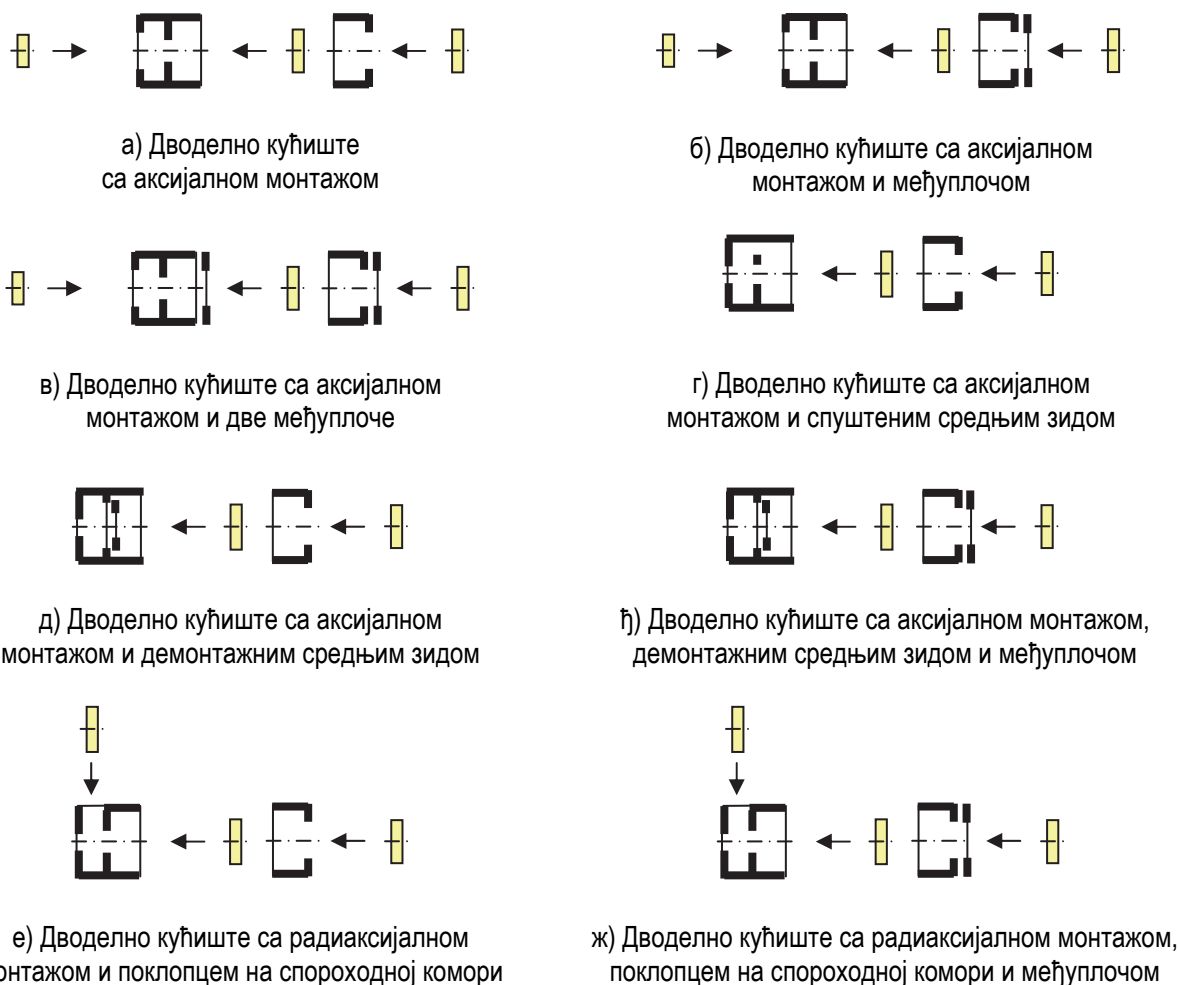 а) Дводелно кућиште
са аксијалном монтажом
б) Дводелно кућиште са аксијалном
монтажом и међуплочом
в) Дводелно кућиште са аксијалном
монтажом и две међуплоче
г) Дводелно кућиште са аксијалном
монтажом и спуштеним средњим зидом
д) Дводелно кућиште са аксијалном
монтажом и демонтажним средњим зидом
ђ) Дводелно кућиште са аксијалном монтажом,
демонтажним средњим зидом и међуплочом
е) Дводелно кућиште са радиаксијалном
онтажом и поклопцем на спороходној комори
ж) Дводелно кућиште са радиаксијалном монтажом,
поклопцем на спороходној комори и међуплочом